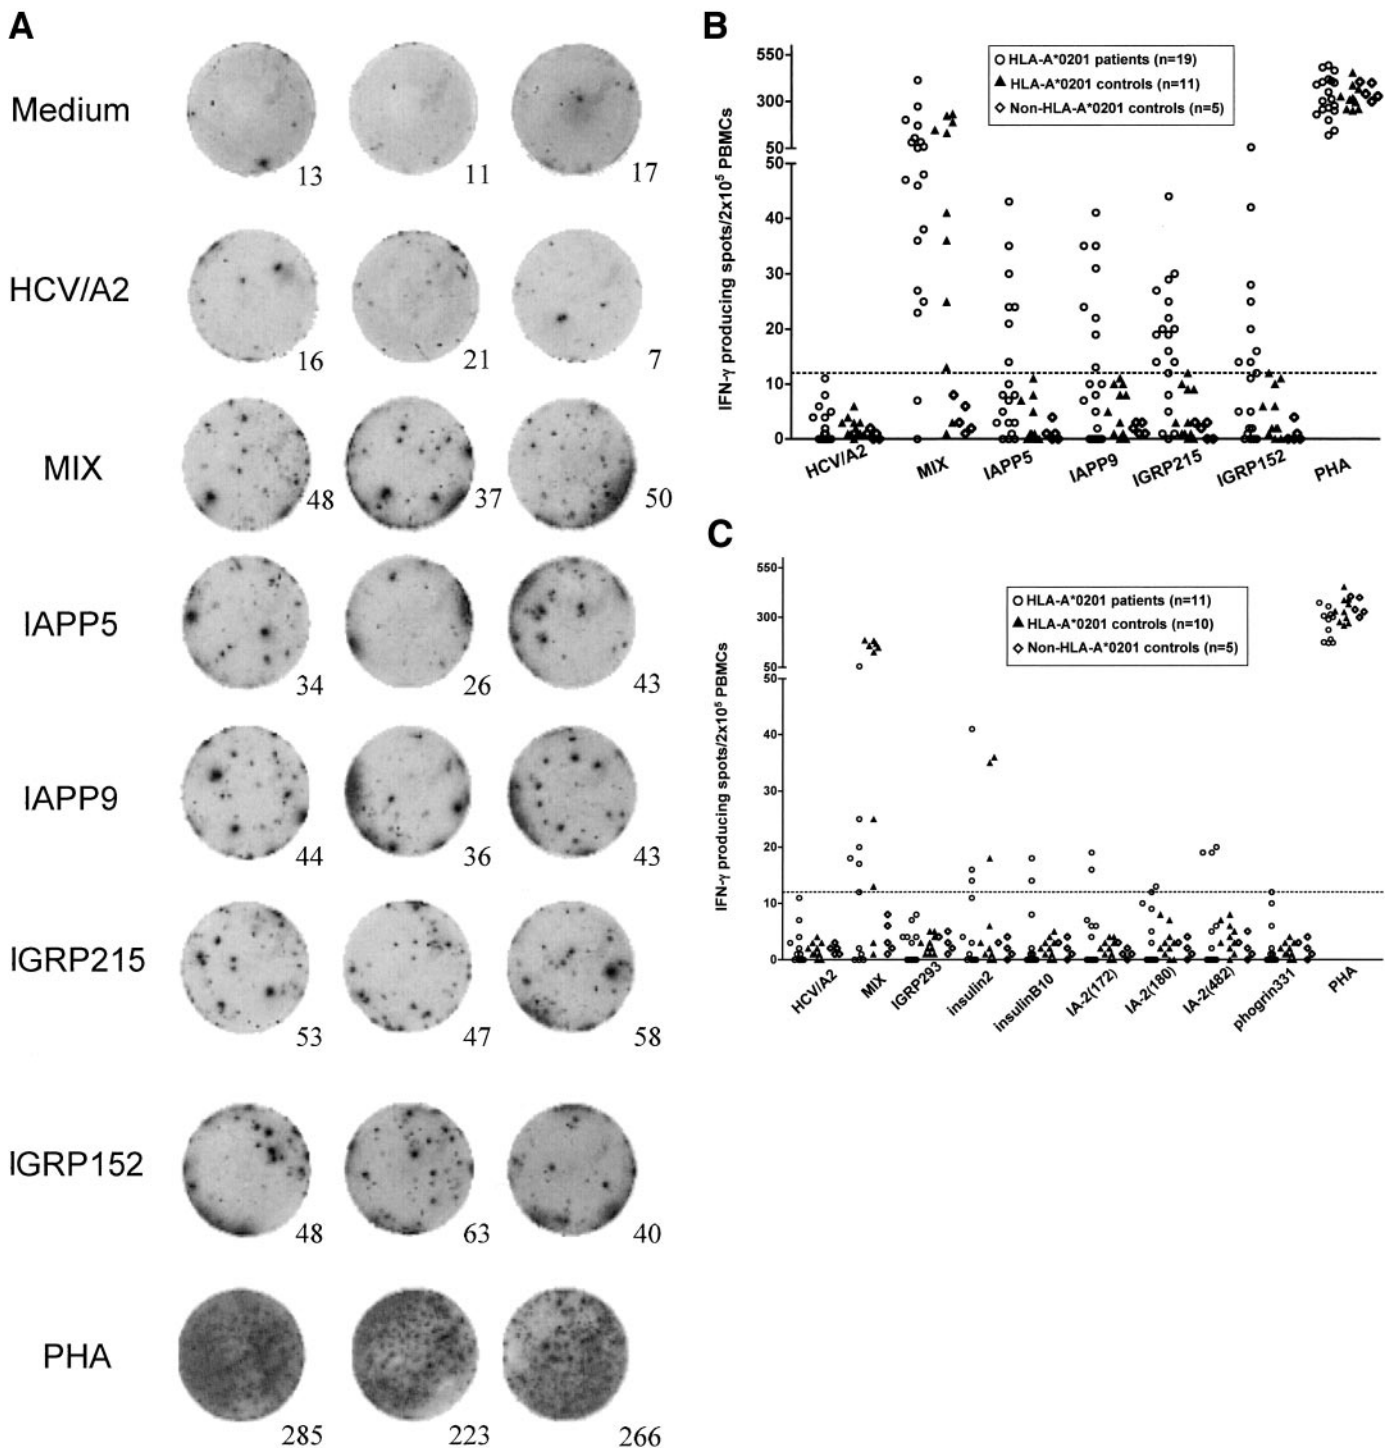 A
Medium
13
11
17
HCV/A2
16
21
7
MIX
48
37
50
IAPP5
34
26
43
IAPP9
44
36
43
IGRP215
53
47
58
IGRP152
48
63
40
PHA
285
223
266
B
IFN-γ producing spots/2x10⁵ PBMCs
550
300
50
50
40
30
20
10
0
HLA-A*0201 patients (n=19)
HLA-A*0201 controls (n=11)
Non-HLA-A*0201 controls (n=5)
HCV/A2
MIX
IAPP5
IAPP9
IGRP215
IGRP152
PHA
C
IFN-γ producing spots/2x10⁵ PBMCs
550
300
50
50
40
30
20
10
0
HLA-A*0201 patients (n=11)
HLA-A*0201 controls (n=10)
Non-HLA-A*0201 controls (n=5)
HCV/A2
MIX
IGRP293
insulin2
insulinB10
IA-2(172)
IA-2(180)
IA-2(482)
phogrin331
PHA